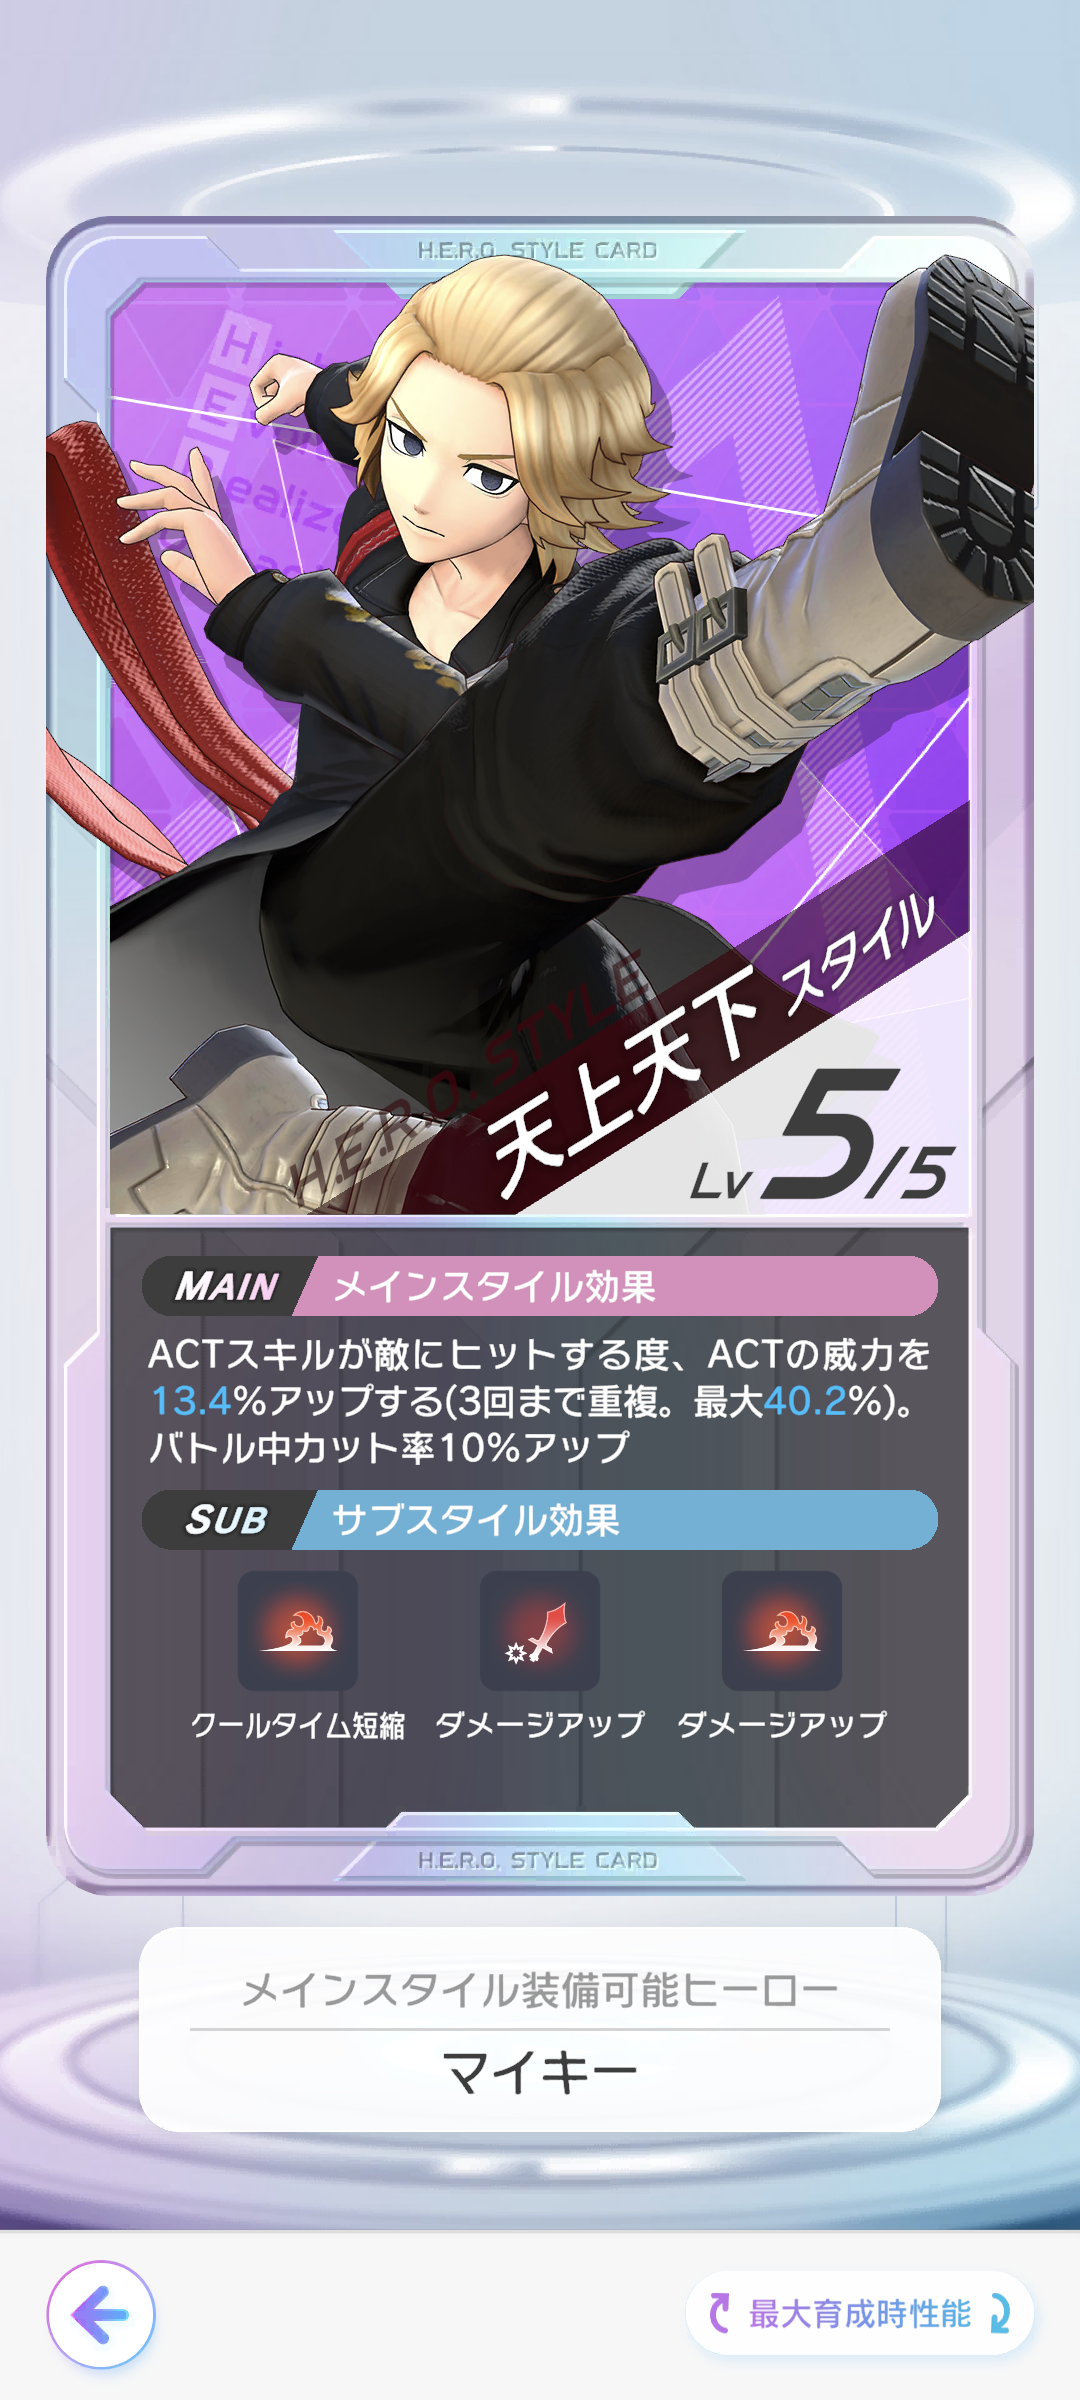 H.E.R.O. STYLE CARD
H.E.R.O. STYLE
天上天下 スタイル
Lv 5/5
MAIN メインスタイル効果
ACTスキルが敵にヒットする度、ACTの威力を
13.4%アップする(3回まで重複。最大40.2%)。
バトル中カット率10%アップ
SUB サブスタイル効果
クールタイム短縮 ダメージアップ ダメージアップ
H.E.R.O. STYLE CARD
メインスタイル装備可能ヒーロー
マイキー
最大育成時性能